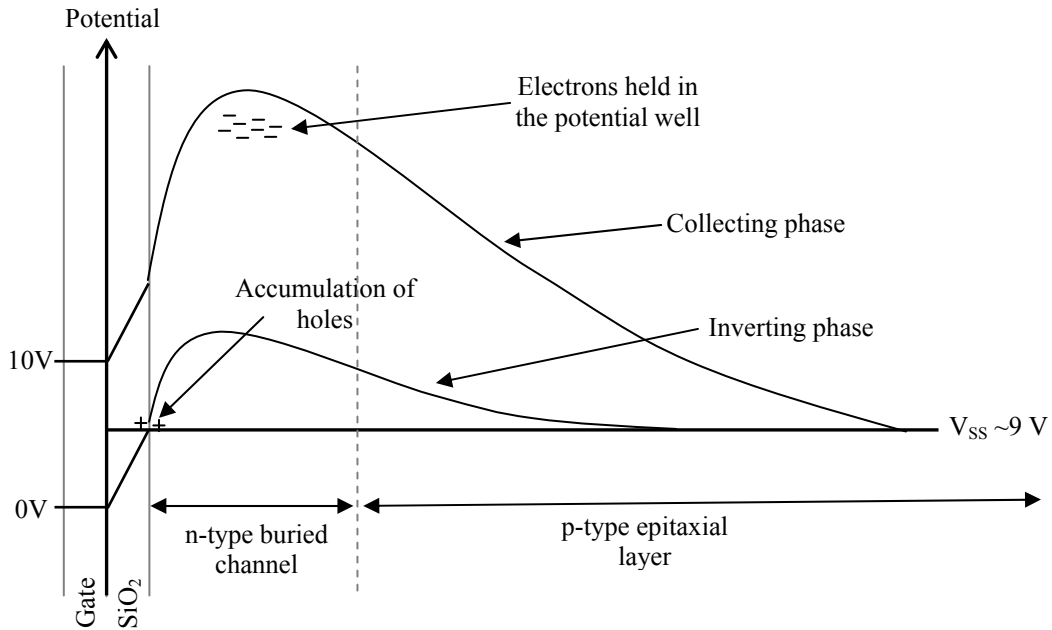 Potential
Electrons held in
the potential well
Collecting phase
Accumulation of
holes
Inverting phase
10V
+ +
V_SS ~9 V
0V
n-type buried
channel
p-type epitaxial
layer
Gate
SiO₂